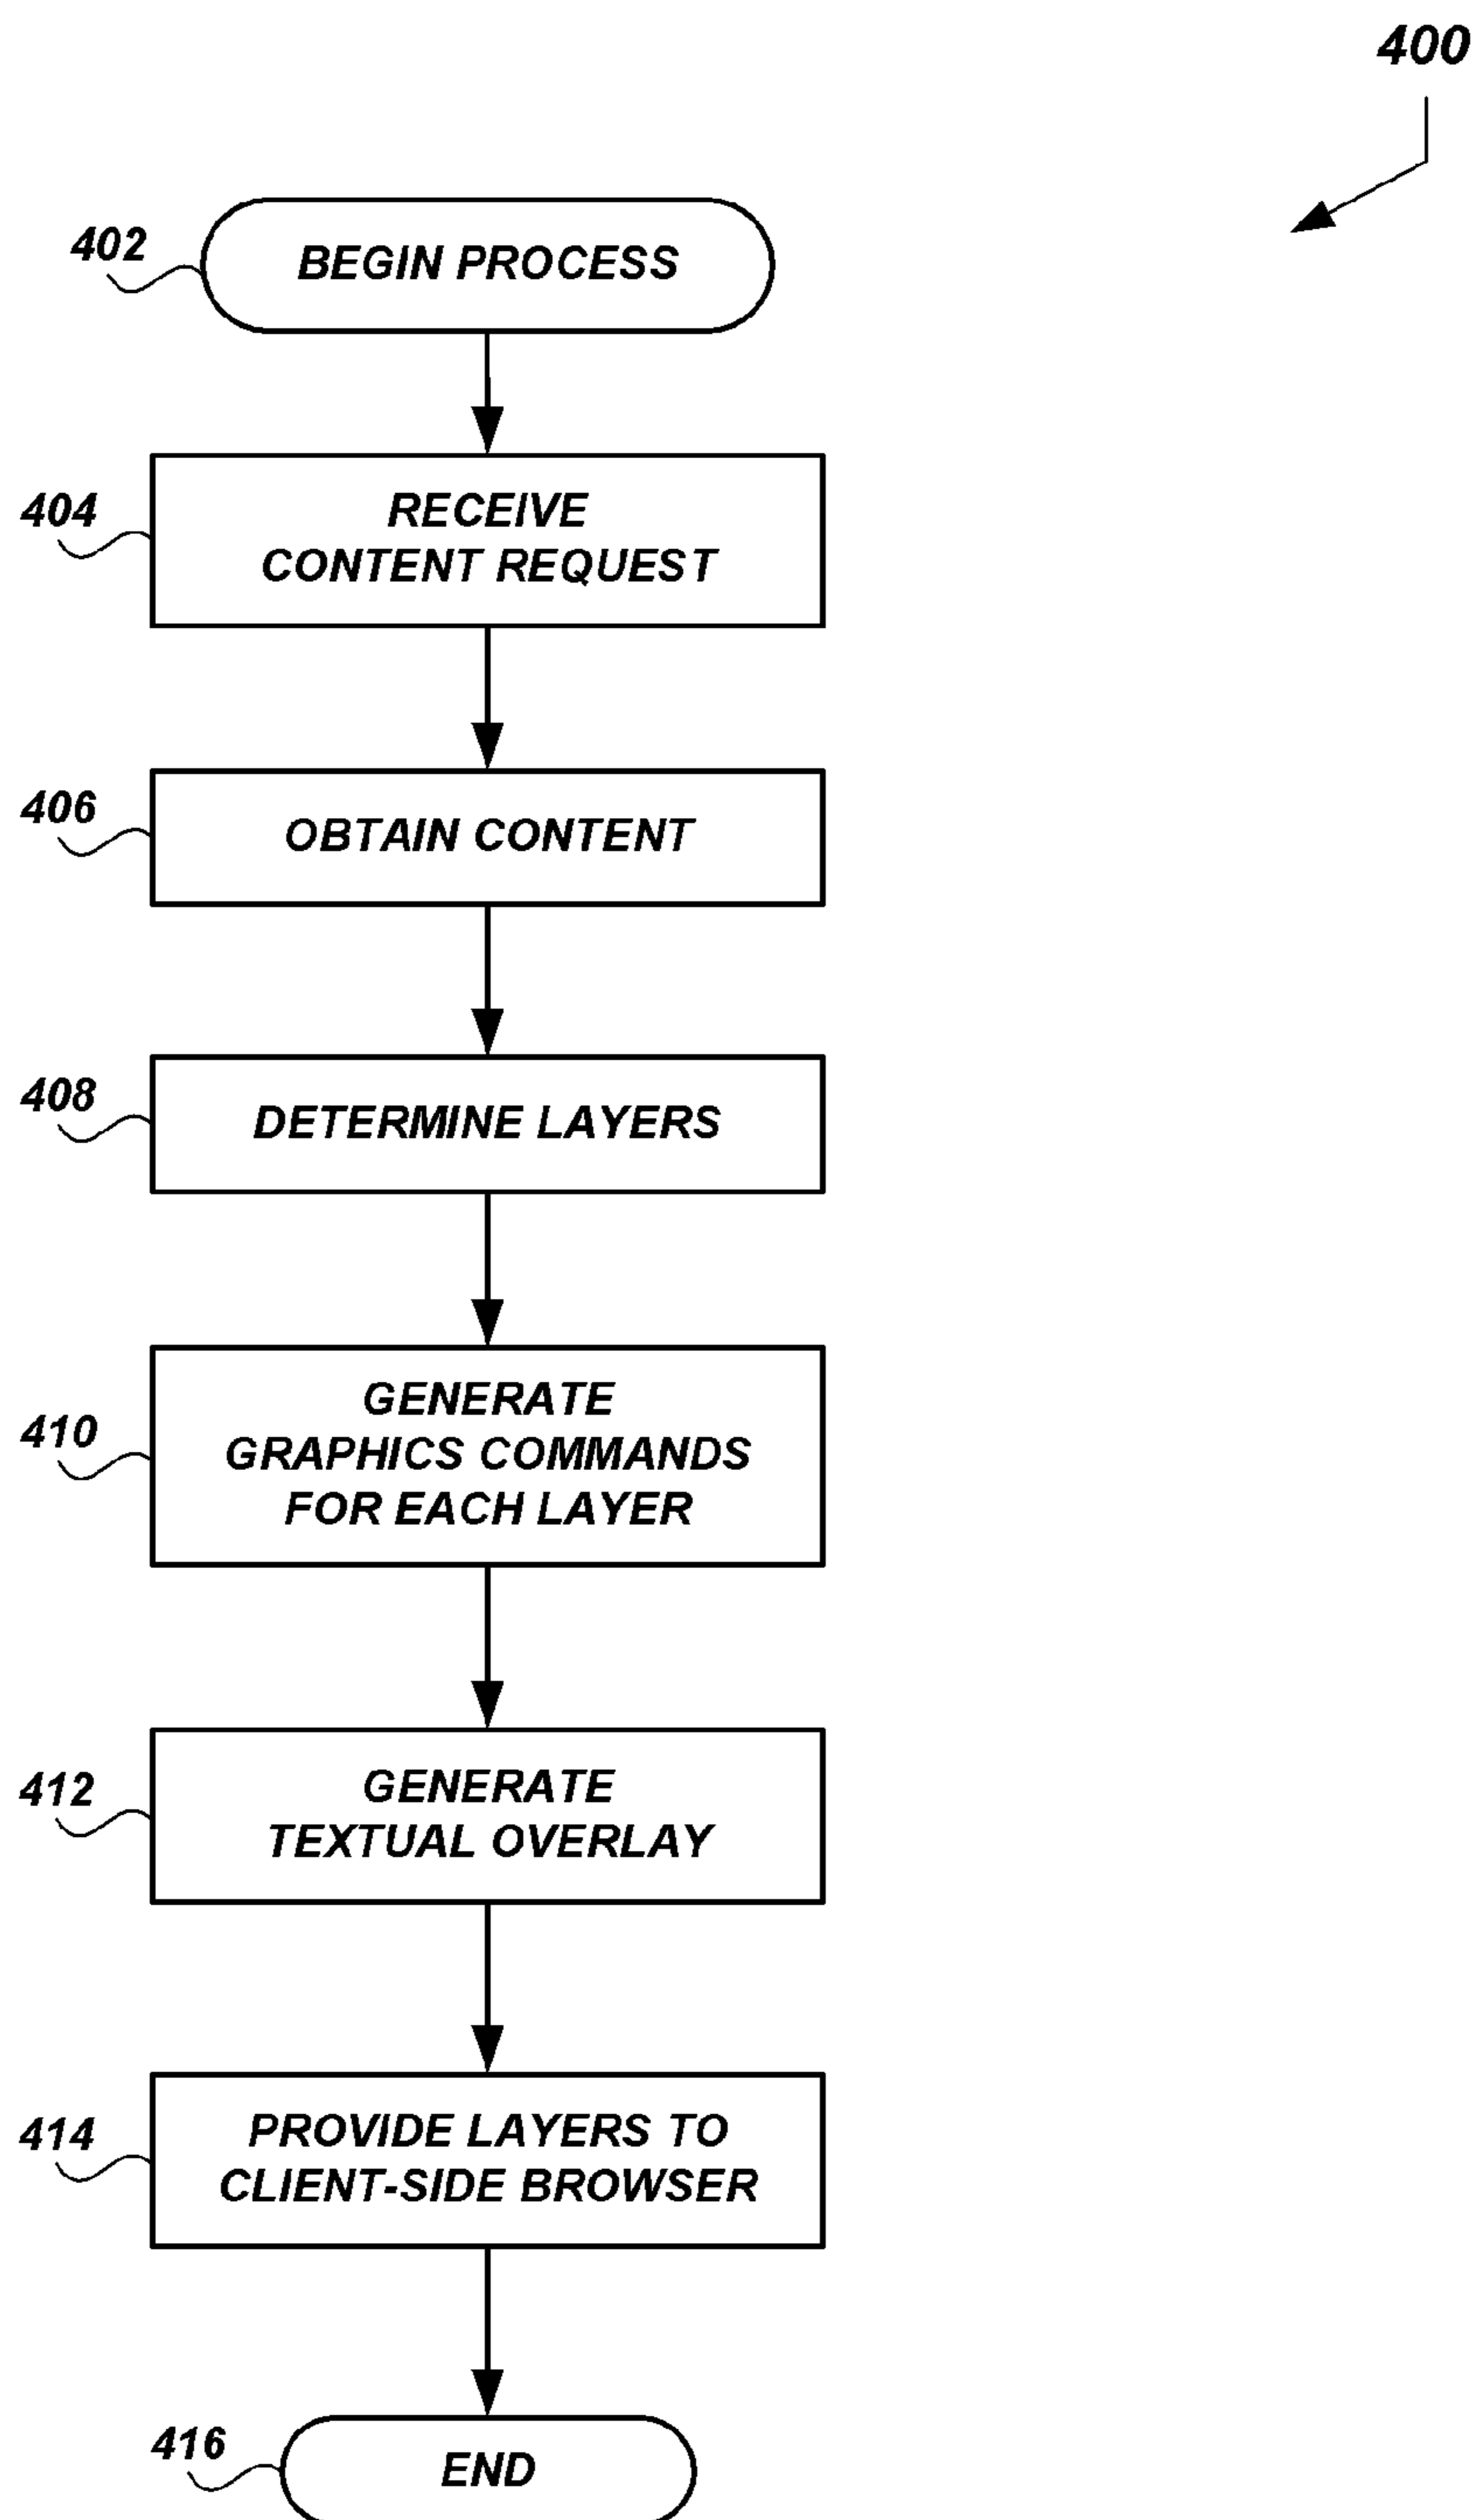 400
402
BEGIN PROCESS
404
RECEIVE
CONTENT REQUEST
406
OBTAIN CONTENT
408
DETERMINE LAYERS
410
GENERATE
GRAPHICS COMMANDS
FOR EACH LAYER
412
GENERATE
TEXTUAL OVERLAY
414
PROVIDE LAYERS TO
CLIENT-SIDE BROWSER
416
END